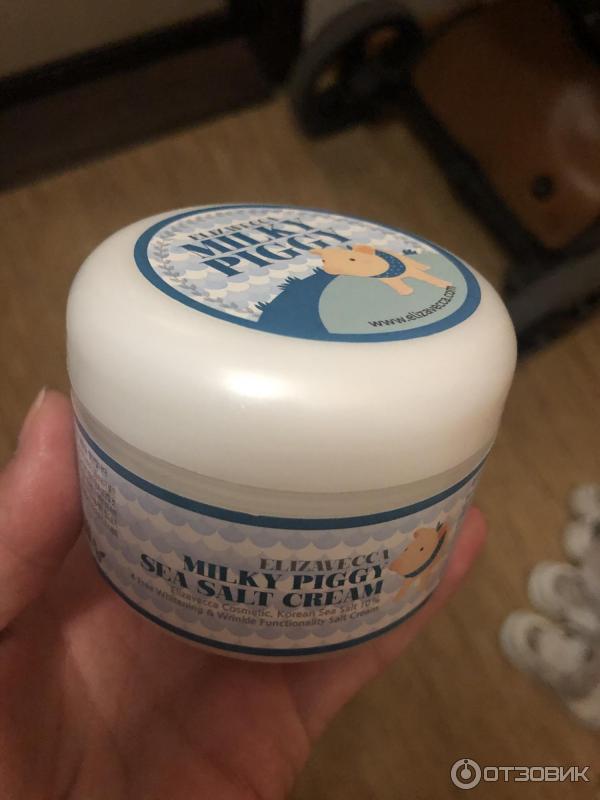 ELIZAVECCA
MILKY
PIGGY
www.elizavecca.com
ELIZAVECCA
MILKY PIGGY
SEA SALT CREAM
Elizavecca Cosmetic, Korean Sea Salt 10%
& Free Whitening & Wrinkle Functionality Salt Cream
ОТЗОВИК